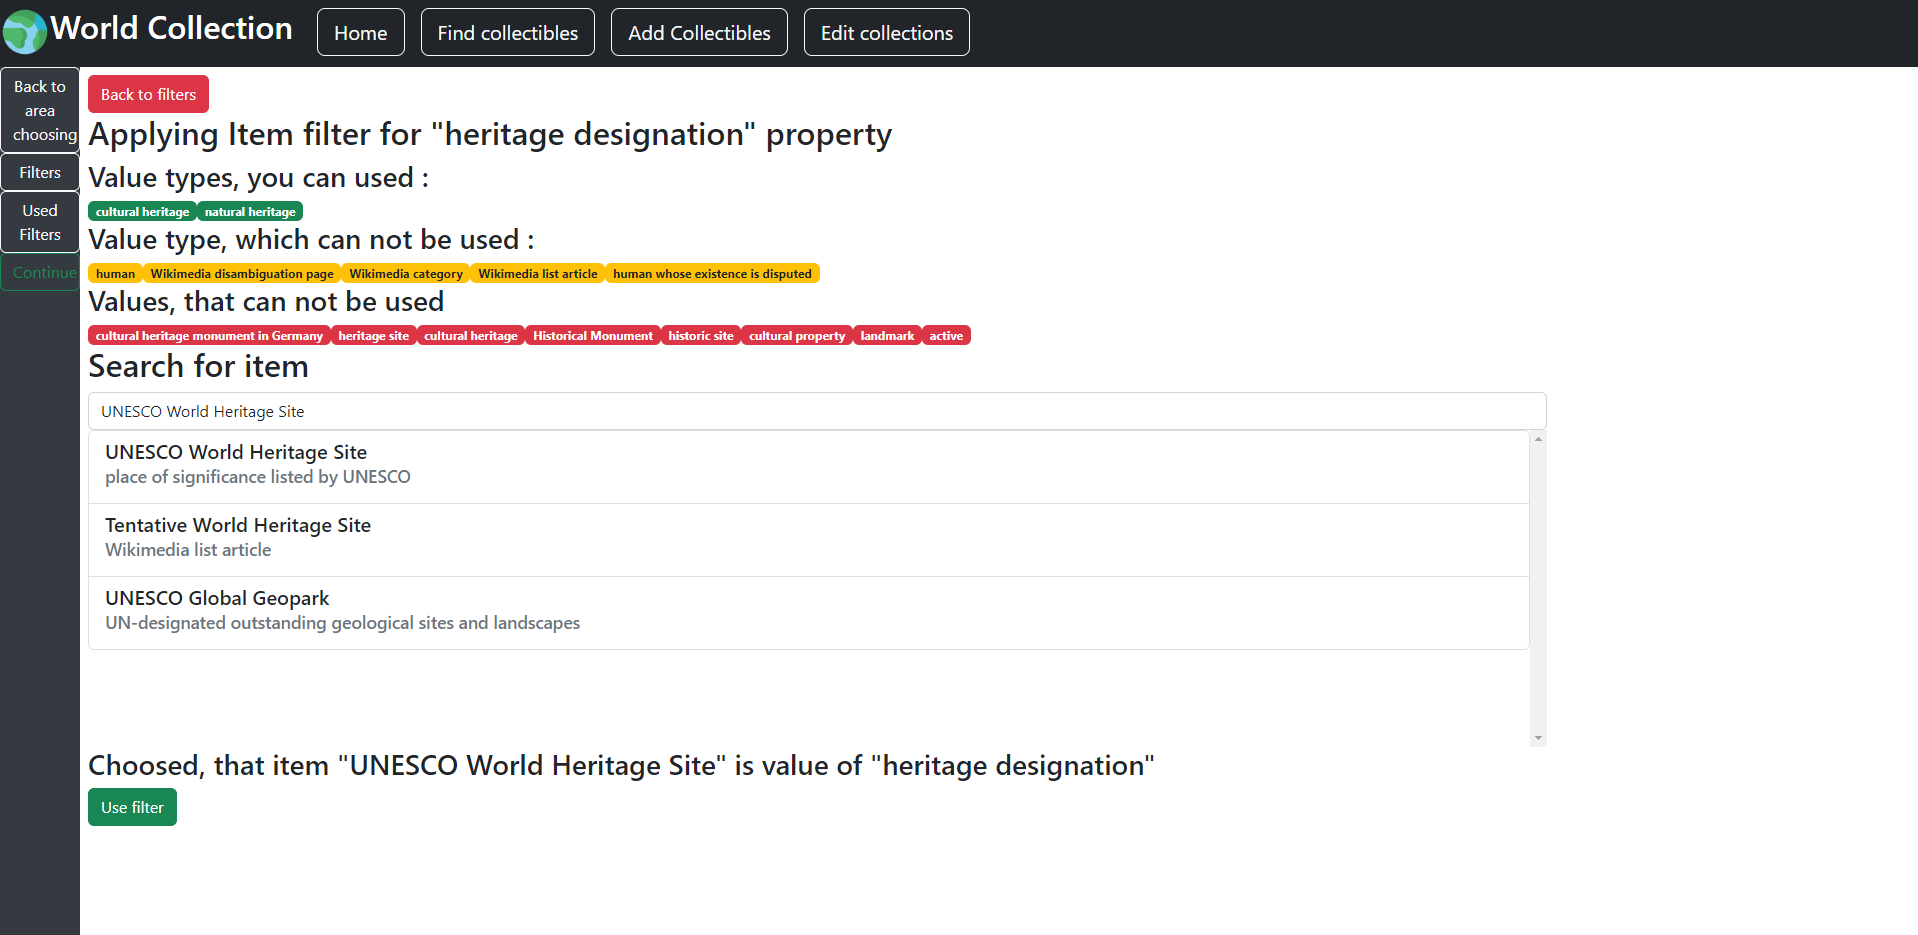 World Collection
Home
Find collectibles
Add Collectibles
Edit collections
Back to
area
choosing
Filters
Used
Filters
Continue
Back to filters
Applying Item filter for "heritage designation" property
Value types, you can used :
cultural heritage natural heritage
Value type, which can not be used :
human Wikimedia disambiguation page Wikimedia category Wikimedia list article human whose existence is disputed
Values, that can not be used
cultural heritage monument in Germany heritage site cultural heritage Historical Monument historic site cultural property landmark active
Search for item
UNESCO World Heritage Site
UNESCO World Heritage Site
place of significance listed by UNESCO
Tentative World Heritage Site
Wikimedia list article
UNESCO Global Geopark
UN-designated outstanding geological sites and landscapes
Choosed, that item "UNESCO World Heritage Site" is value of "heritage designation"
Use filter